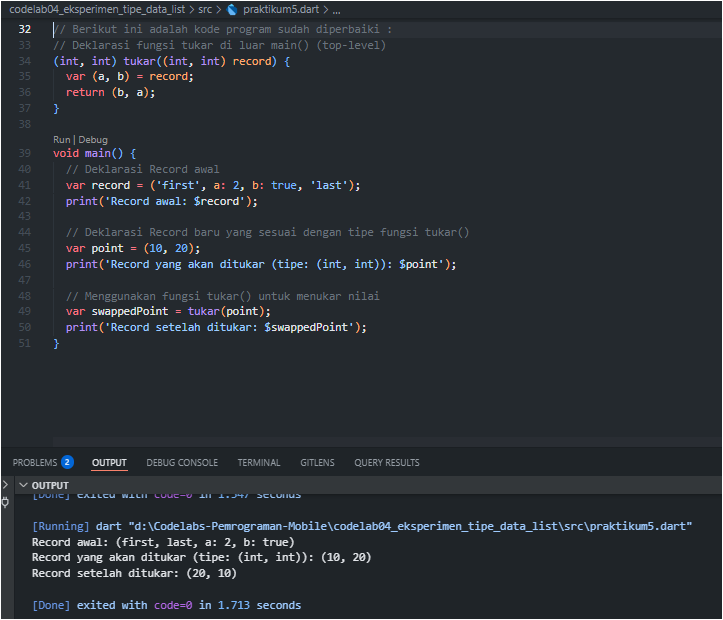 codelab04_eksperimen_tipe_data_list > src > praktikum5.dart > ...
32 // Berikut ini adalah kode program sudah diperbaiki :
33 // Deklarasi fungsi tukar di luar main() (top-level)
34 (int, int) tukar((int, int) record) {
35 var (a, b) = record;
36 return (b, a);
37 }
38
Run | Debug
39 void main() {
40 // Deklarasi Record awal
41 var record = ('first', a: 2, b: true, 'last');
42 print('Record awal: $record');
43
44 // Deklarasi Record baru yang sesuai dengan tipe fungsi tukar()
45 var point = (10, 20);
46 print('Record yang akan ditukar (tipe: (int, int)): $point');
47
48 // Menggunakan fungsi tukar() untuk menukar nilai
49 var swappedPoint = tukar(point);
50 print('Record setelah ditukar: $swappedPoint');
51 }
PROBLEMS 2 OUTPUT DEBUG CONSOLE TERMINAL GITLENS QUERY RESULTS
OUTPUT
[Done] exited with code=0 in 1.547 seconds
[Running] dart "d:\Codelabs-Pemrograman-Mobile\codelab04_eksperimen_tipe_data_list\src\praktikum5.dart"
Record awal: (first, last, a: 2, b: true)
Record yang akan ditukar (tipe: (int, int)): (10, 20)
Record setelah ditukar: (20, 10)
[Done] exited with code=0 in 1.713 seconds